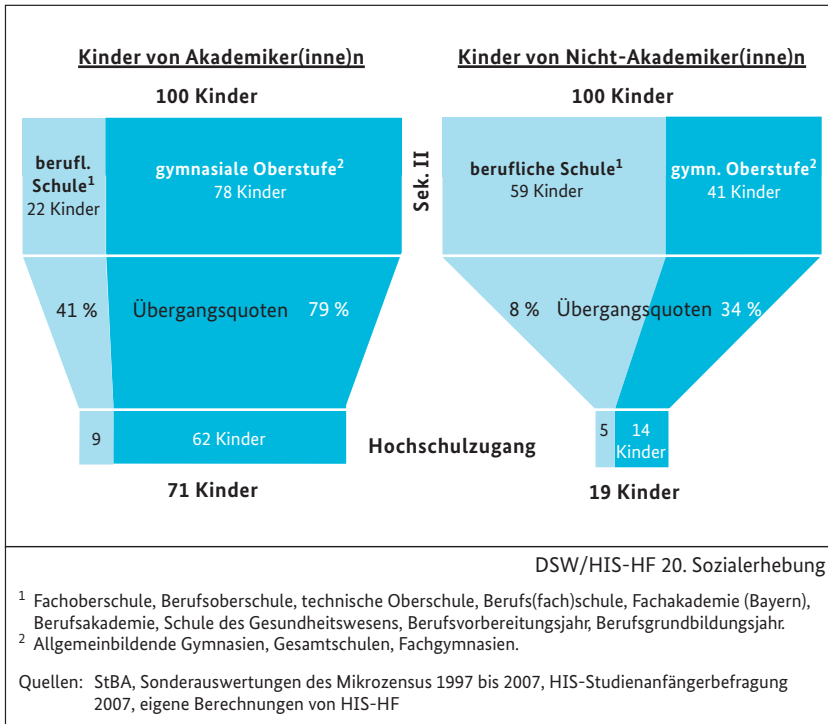 Kinder von Akademiker(inne)n
100 Kinder
berufl.
Schule¹
22 Kinder
gymnasiale Oberstufe²
78 Kinder
41 %
Übergangsquoten
79 %
9
62 Kinder
71 Kinder
Sek. II
Hochschulzugang
Kinder von Nicht-Akademiker(inne)n
100 Kinder
berufliche Schule¹
59 Kinder
gymn. Oberstufe²
41 Kinder
8 %
Übergangsquoten
34 %
5
14
Kinder
19 Kinder
DSW/HIS-HF 20. Sozialerhebung
¹ Fachoberschule, Berufsoberschule, technische Oberschule, Berufs(fach)schule, Fachakademie (Bayern),
Berufsakademie, Schule des Gesundheitswesens, Berufsvorbereitungsjahr, Berufsgrundbildungsjahr.
² Allgemeinbildende Gymnasien, Gesamtschulen, Fachgymnasien.
Quellen: StBA, Sonderauswertungen des Mikrozensus 1997 bis 2007, HIS-Studienanfängerbefragung
2007, eigene Berechnungen von HIS-HF